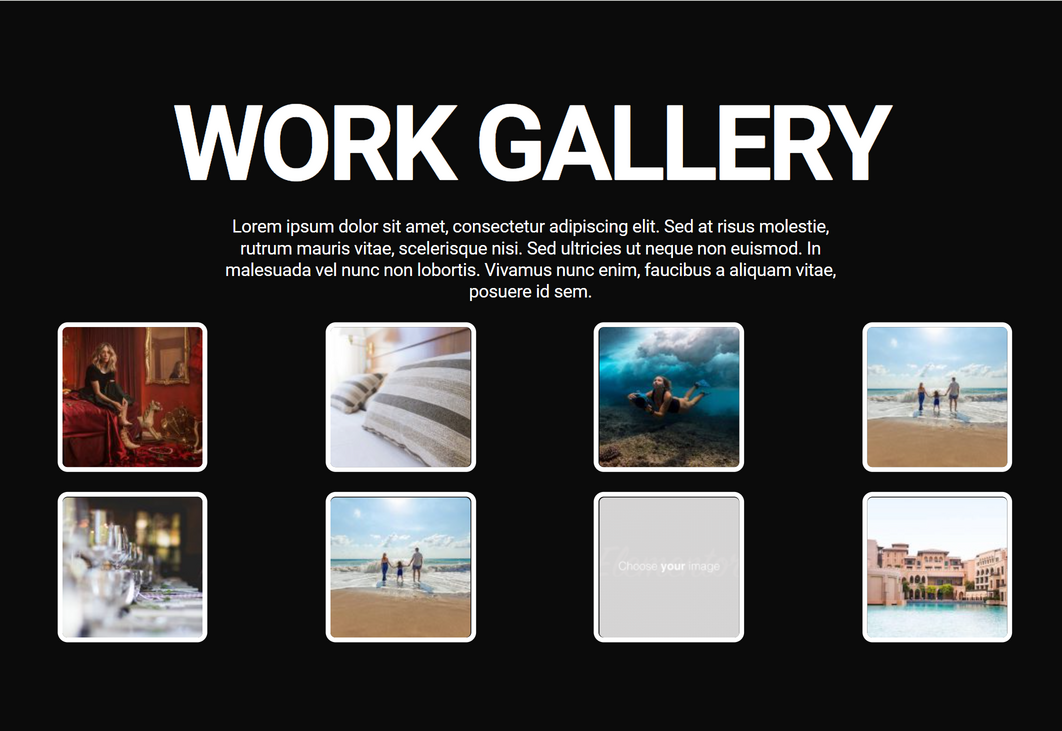 WORK GALLERY
Lorem ipsum dolor sit amet, consectetur adipiscing elit. Sed at risus molestie,
rutrum mauris vitae, scelerisque nisi. Sed ultricies ut neque non euismod. In
malesuada vel nunc non lobortis. Vivamus nunc enim, faucibus a aliquam vitae,
posuere id sem.
Choose your image